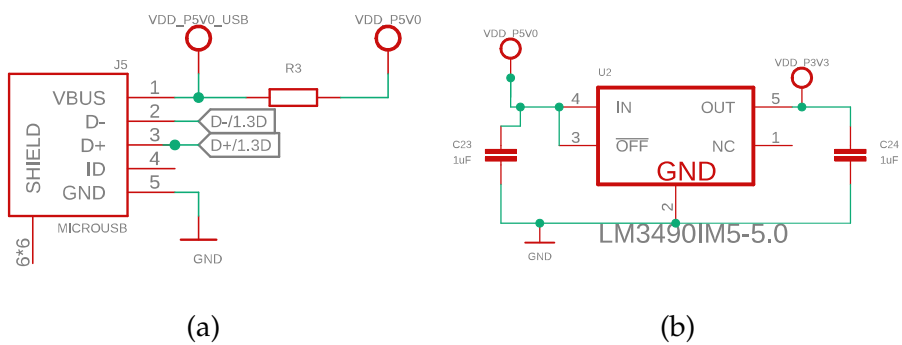 VDD_P5V0_USB
VDD_P5V0
J5
R3
VBUS
1
D-
2
D-/1.3D
D+
3
D+/1.3D
ID
4
GND
5
SHIELD
MICROUSB
6*6
GND
(a)
VDD_P5V0
U2
VDD_P3V3
4
IN
OUT
5
3
OFF
NC
1
C23
1uF
C24
1uF
GND
2
LM3490IM5-5.0
GND
(b)